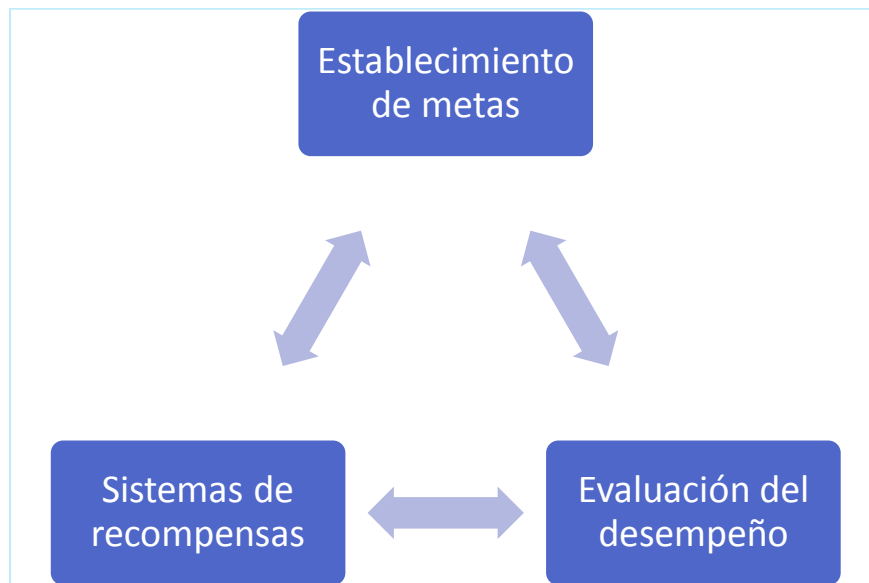 Establecimiento
de metas
Sistemas de
recompensas
Evaluación del
desempeño